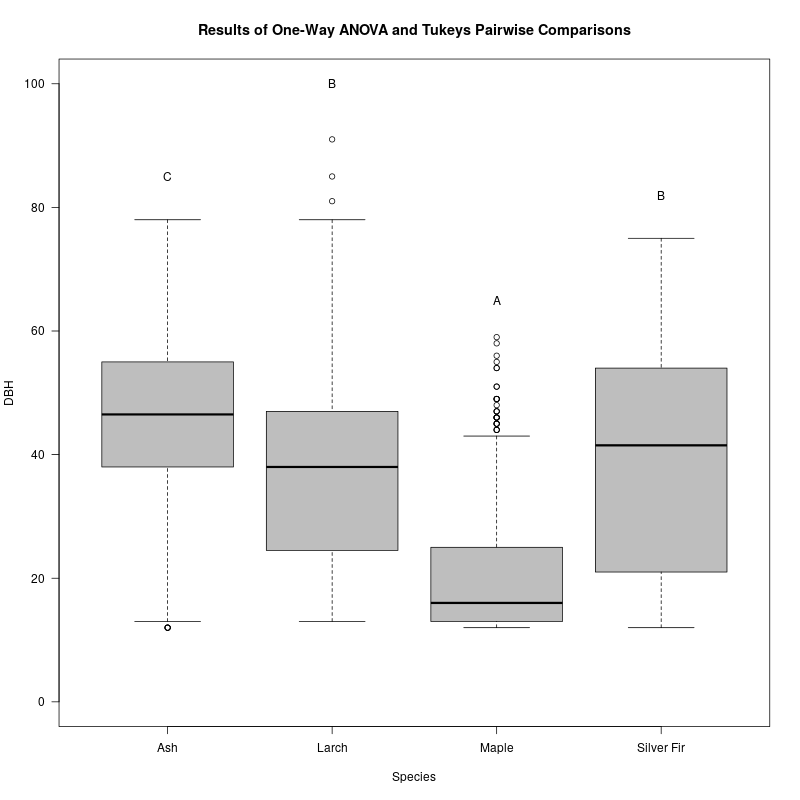 Results of One-Way ANOVA and Tukeys Pairwise Comparisons
B
C
B
A
100
80
60
40
20
0
DBH
Ash Larch Maple Silver Fir
Species